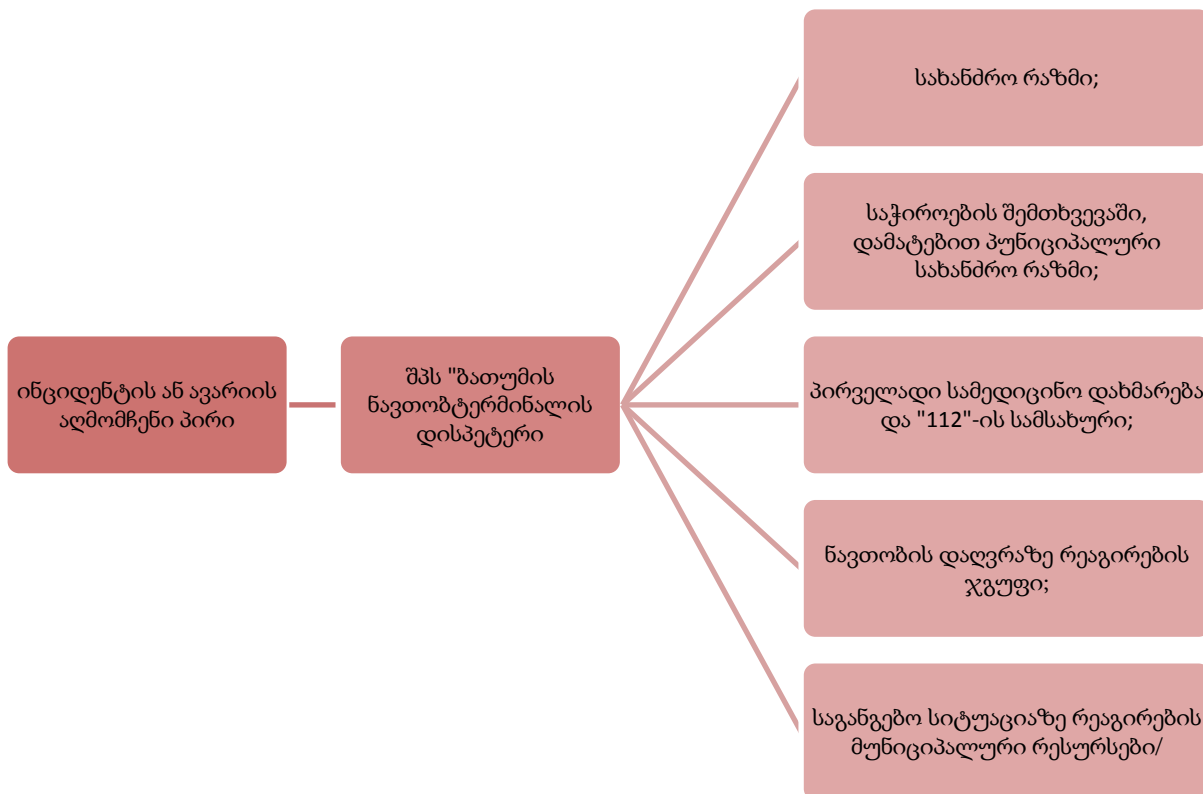 ინციდენტის ან ავარიის
აღმომჩენი პირი
შპს "ბათუმის
ნავთობტერმინალის
დისპეტერი
სახანძრო რაზმი;
საჭიროების შემთხვევაში,
დამატებით პუნიციპალური
სახანძრო რაზმი;
პირველადი სამედიცინო დახმარება
და "112"-ის სამსახური;
ნავთობის დაღვრაზე რეაგირების
ჯგუფი;
საგანგებო სიტუაციაზე რეაგირების
მუნიციპალური რესურსები/